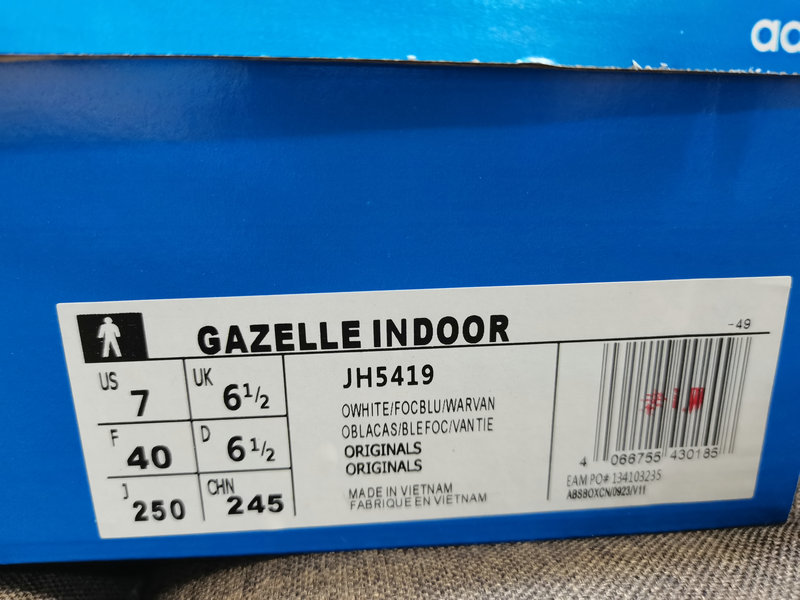 ad
GAZELLE INDOOR
-49
US 7
UK 6 1/2
F 40
D 6 1/2
J 250
CHN 245
JH5419
OWHITE/FOCBLU/WARVAN
OBLACAS/BLEFOC/VANTIE
ORIGINALS
ORIGINALS
MADE IN VIETNAM
FABRIQUE EN VIETNAM
4 066755 430185
EAM PO# 134103235
ABSBOXCN/0923/V11